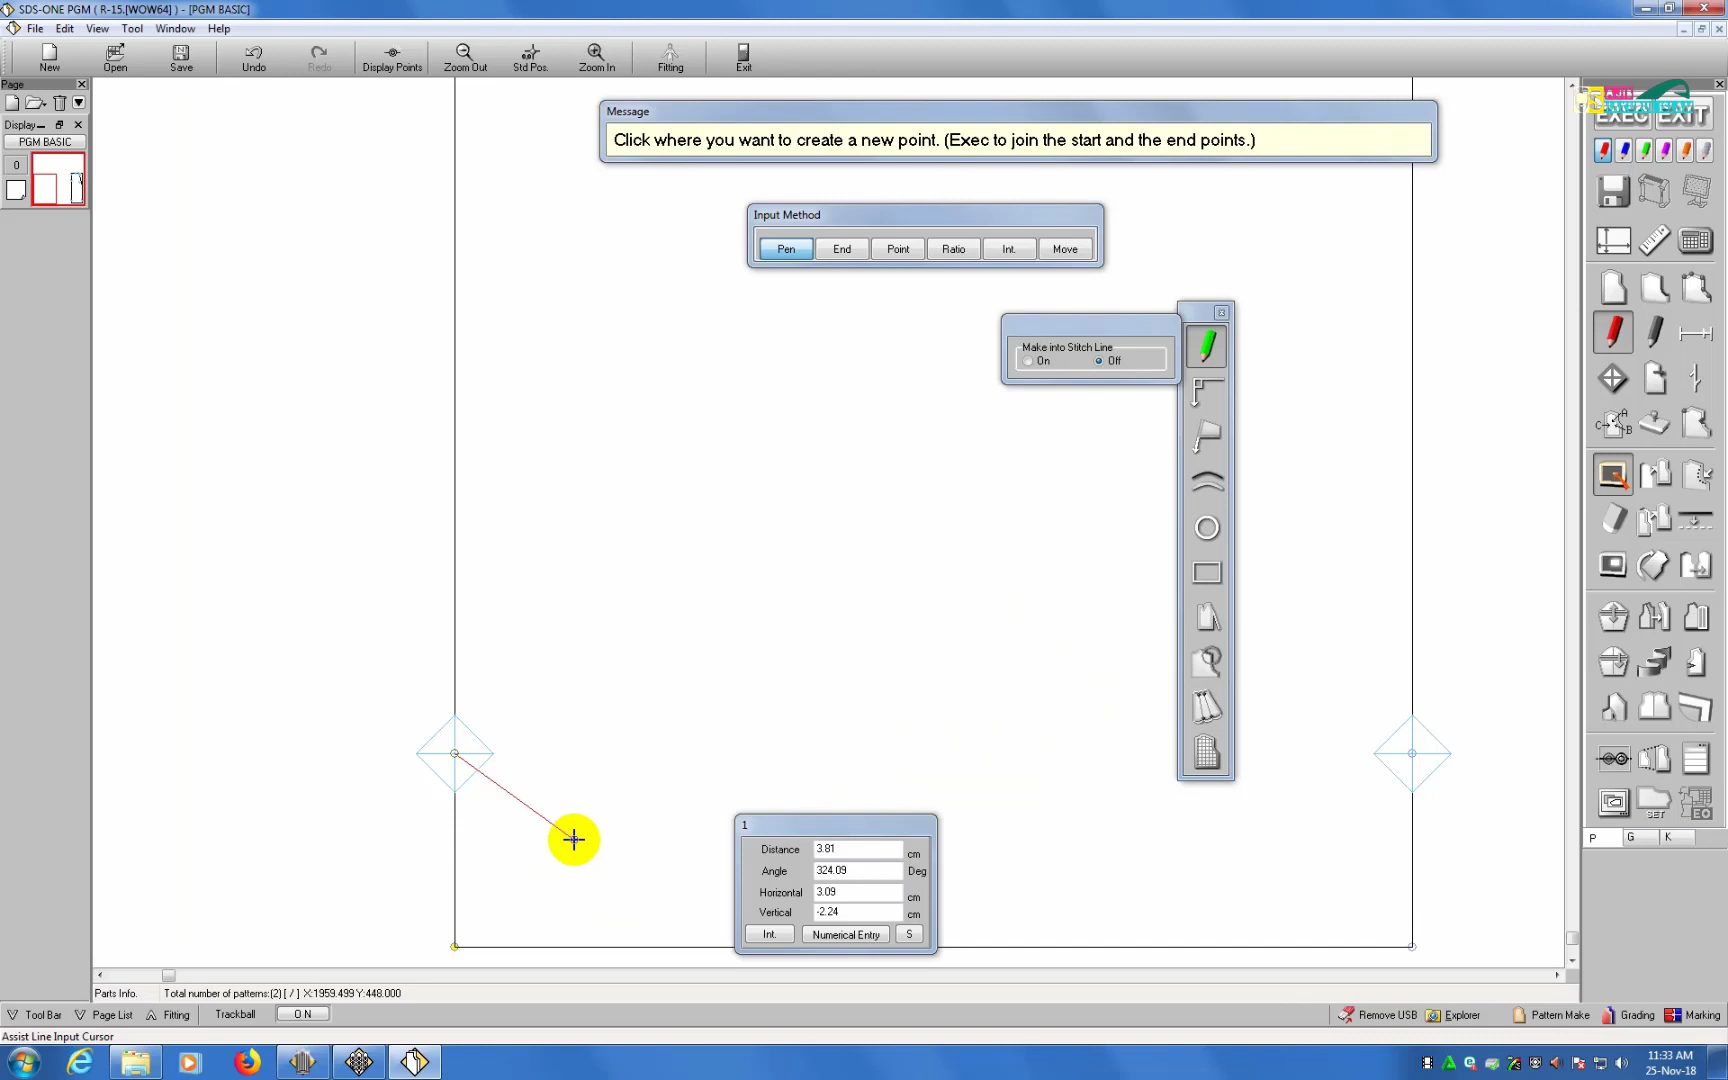 SDS-ONE PGM ( R-15.[WOW64] ) - [PGM BASIC]
File Edit View Tool Window Help
New Open Save Undo Redo Display Points Zoom Out Std Pos. Zoom In Fitting Exit
Page
Display
PGM BASIC
0
Message
Click where you want to create a new point. (Exec to join the start and the end points.)
Input Method
Pen End Point Ratio Int. Move
Make into Stitch Line
On Off
EXEC EXIT
C A B
SET EO
P G K
1
Distance 3.81 cm
Angle 324.09 Deg
Horizontal 3.09 cm
Vertical -2.24 cm
Int. Numerical Entry S
Parts Info. Total number of patterns:(2) [ / ] X:1959.499 Y:448.000
Tool Bar Page List Fitting Trackball ON Remove USB Explorer Pattern Make Grading Marking
Assist Line Input Cursor
11:33 AM
25-Nov-18